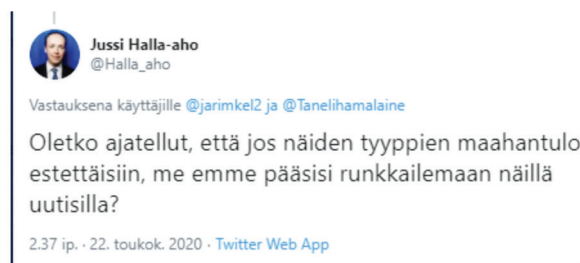 Jussi Halla-aho
@Halla_aho
Vastauksena käyttäjille @jarimkel2 ja @Tanelihamalaine
Oletko ajatellut, että jos näiden tyyppien maahantulo
estettäisiin, me emme pääsisi runkkailemaan näillä
uutisilla?
2.37 ip. · 22. toukok. 2020 · Twitter Web App